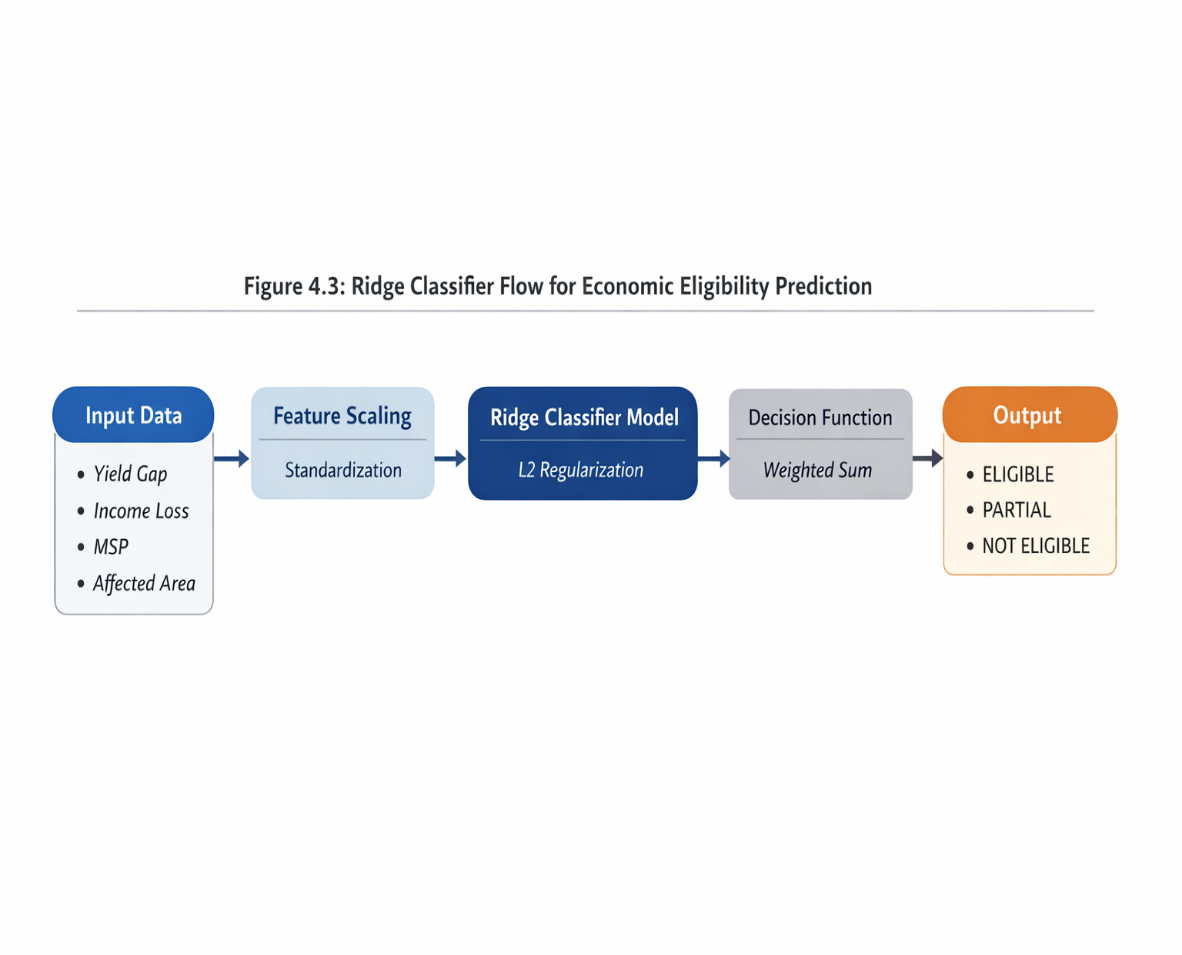 Figure 4.3: Ridge Classifier Flow for Economic Eligibility Prediction
Input Data
• Yield Gap
• Income Loss
• MSP
• Affected Area
Feature Scaling
Standardization
Ridge Classifier Model
L2 Regularization
Decision Function
Weighted Sum
Output
• ELIGIBLE
• PARTIAL
• NOT ELIGIBLE